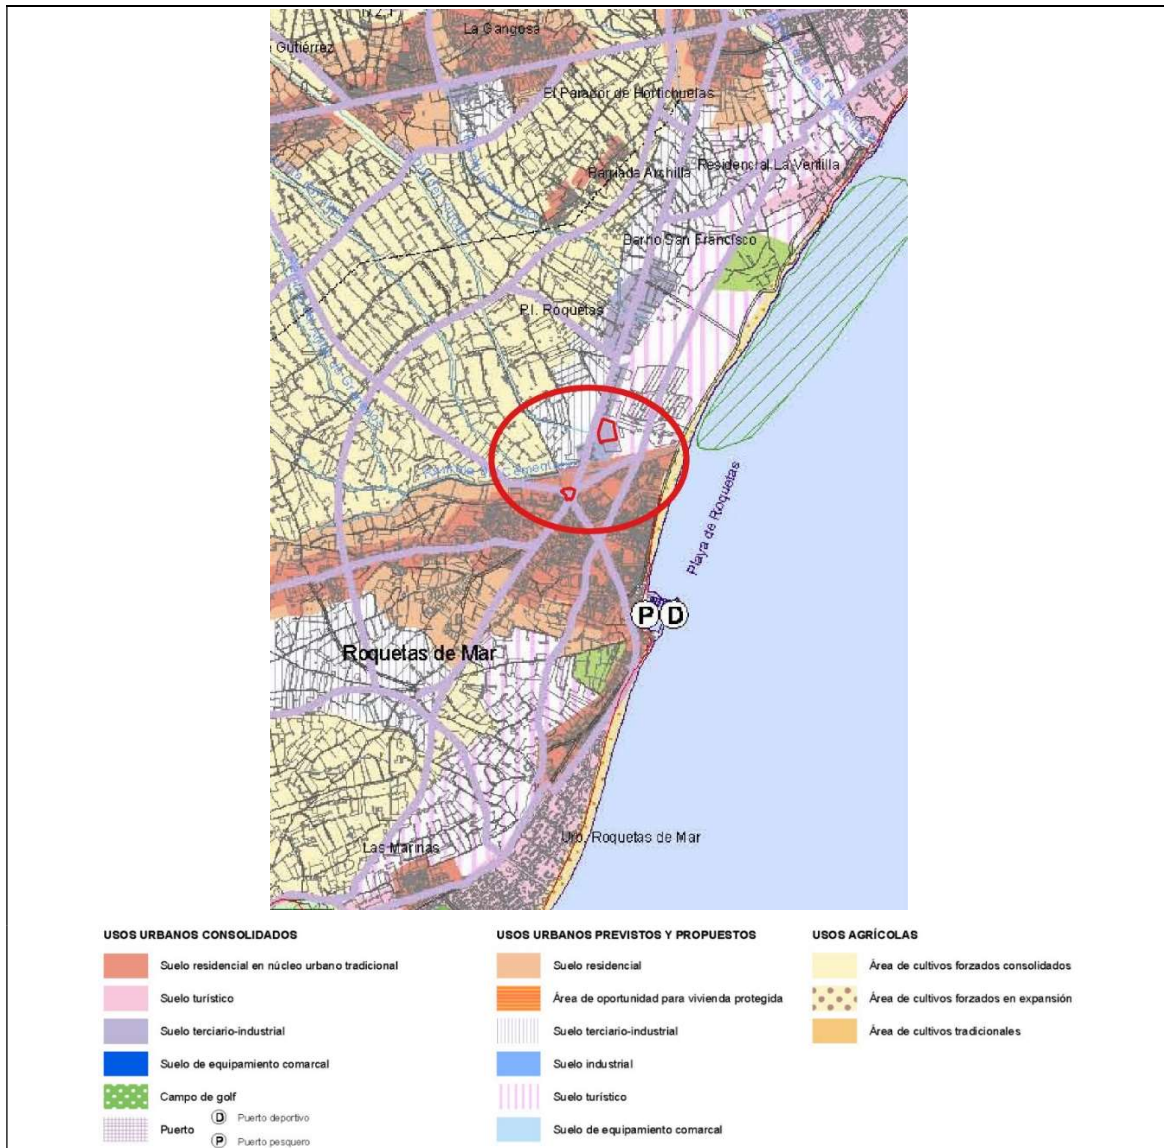 La Gangosa
Gutiérrez
El Parador de Hortichuelas
Residencial La Ventilla
Barriada Archilla
Barrio San Francisco
P.I. Roquetas
Playa de Roquetas
P D
Roquetas de Mar
Urb. Roquetas de Mar
Las Marinas
USOS URBANOS CONSOLIDADOS
Suelo residencial en núcleo urbano tradicional
Suelo turístico
Suelo terciario-industrial
Suelo de equipamiento comarcal
Campo de golf
Puerto
D Puerto deportivo
P Puerto pesquero
USOS URBANOS PREVISTOS Y PROPUESTOS
Suelo residencial
Área de oportunidad para vivienda protegida
Suelo terciario-industrial
Suelo industrial
Suelo turístico
Suelo de equipamiento comarcal
USOS AGRÍCOLAS
Área de cultivos forzados consolidados
Área de cultivos forzados en expansión
Área de cultivos tradicionales